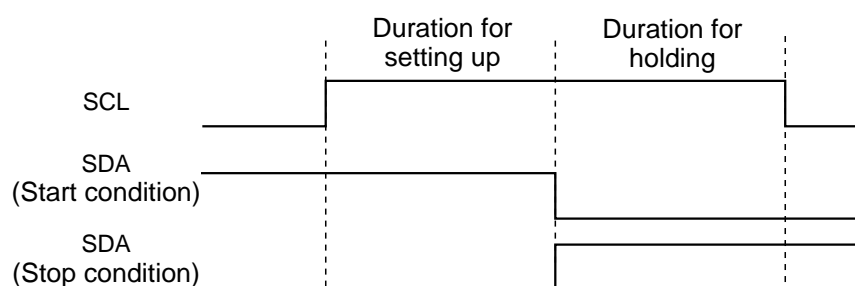 Duration for
setting up
Duration for
holding
SCL
SDA
(Start condition)
SDA
(Stop condition)